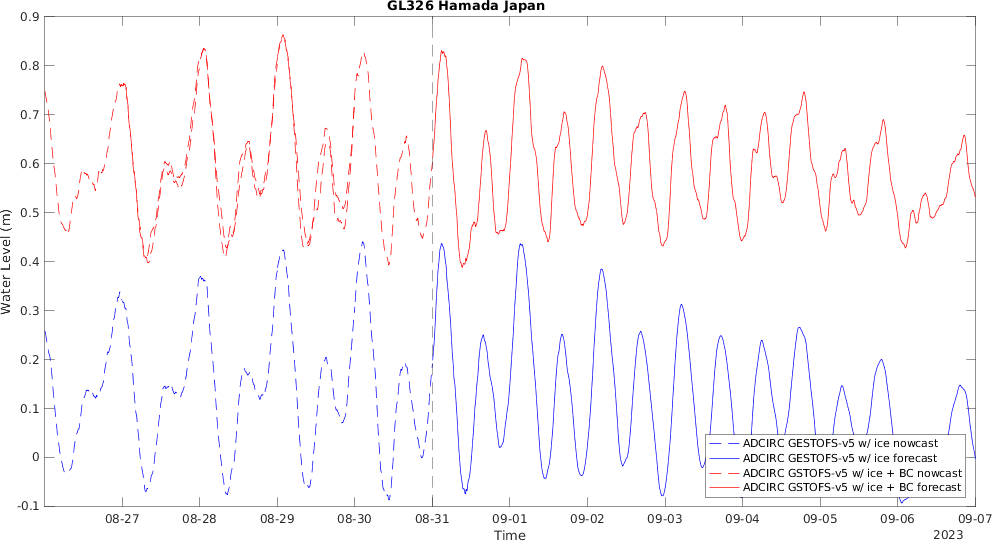 GL326 Hamada Japan
Water Level (m)
0.9
0.8
0.7
0.6
0.5
0.4
0.3
0.2
0.1
0
-0.1
ADCIRC GESTOFS-v5 w/ ice nowcast
ADCIRC GESTOFS-v5 w/ ice forecast
ADCIRC GSTOFS-v5 w/ ice + BC nowcast
ADCIRC GSTOFS-v5 w/ ice + BC forecast
08-27 08-28 08-29 08-30 08-31 09-01 09-02 09-03 09-04 09-05 09-06 09-07
Time
2023